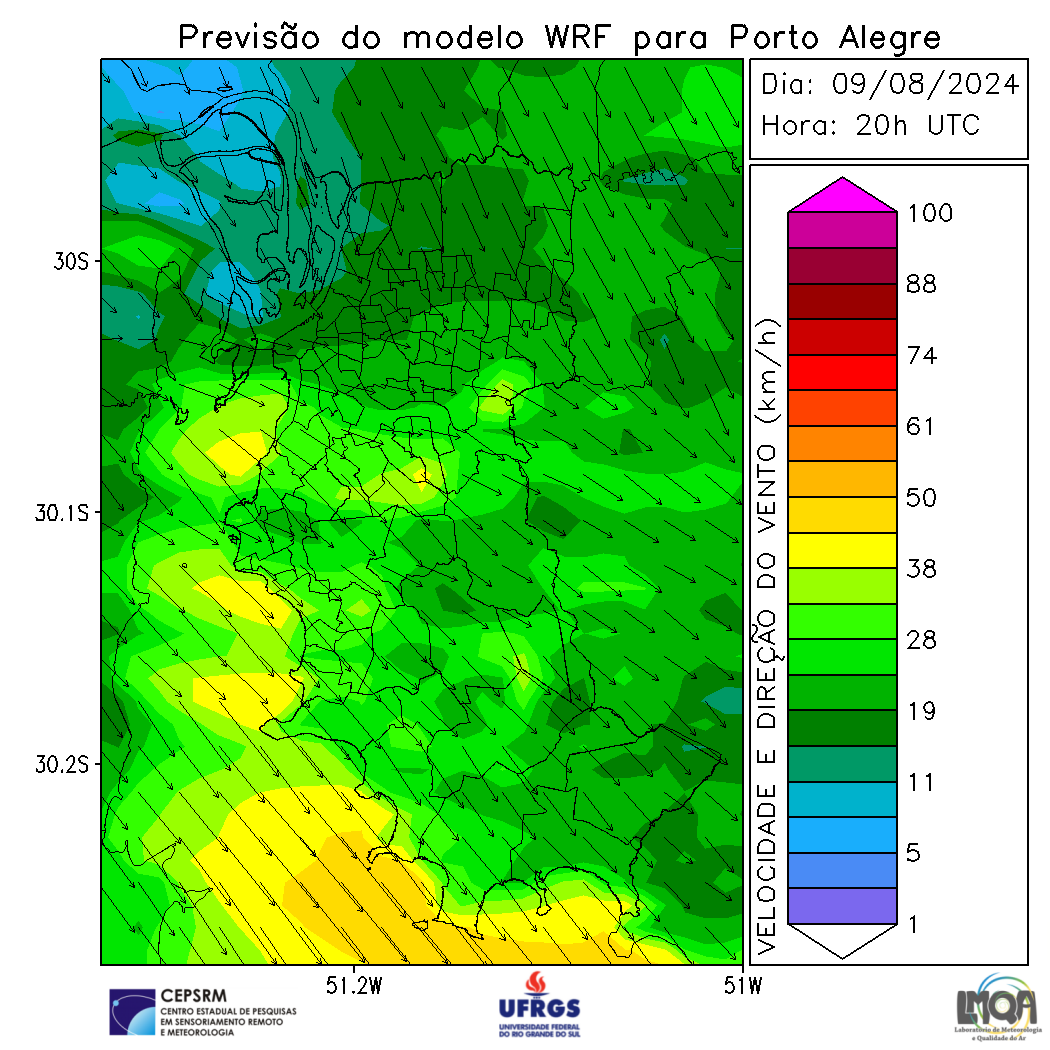 Previsão do modelo WRF para Porto Alegre
Dia: 09/08/2024
Hora: 20h UTC
30S
30.1S
30.2S
51.2W
51W
VELOCIDADE E DIREÇÃO DO VENTO (km/h)
100
88
74
61
50
38
28
19
11
5
1
CEPSRM
CENTRO ESTADUAL DE PESQUISAS
EM SENSORIAMENTO REMOTO
E METEOROLOGIA
UFRGS
UNIVERSIDADE FEDERAL
DO RIO GRANDE DO SUL
LMQA
Laboratório de Meteorologia
e Qualidade do Ar